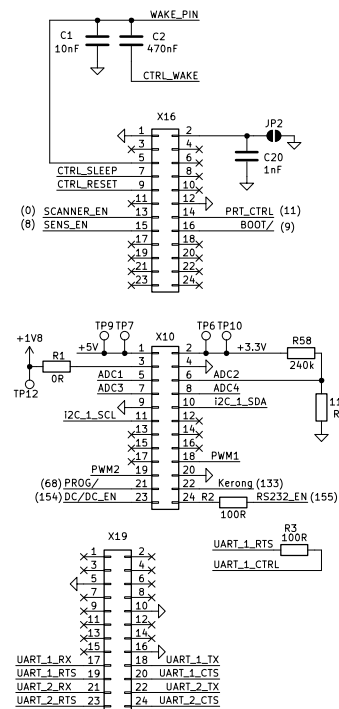 WAKE_PIN
C1 C2
10nF 470nF
CTRL_WAKE
X16
1 2 JP2
3 4
5 6 C20
CTRL_SLEEP 7 8 1nF
CTRL_RESET 9 10
11 12
(0) SCANNER_EN 13 14 PRT_CTRL (11)
(8) SENS_EN 15 16 BOOT/ (9)
17 18
19 20
21 22
23 24
TP9 TP7 X10 TP6 TP10
+1V8 +5V 1 2 +3.3V R58
R1 3 4 240k
0R ADC1 5 6 ADC2
TP12 ADC3 7 8 ADC4
9 10 i2C_1_SDA
i2C_1_SCL 11 12
13 14
15 16
17 18 PWM1
PWM2 19 20
(68) PROG/ 21 22 Kerong (133)
(154) DC/DC_EN 23 24 R2 RS232_EN (155)
100R
X19 R3
UART_1_RTS 100R
1 2
3 4 UART_1_CTRL
5 6
7 8
9 10
11 12
13 14
15 16
UART_1_RX 17 18 UART_1_TX
UART_1_RTS 19 20 UART_1_CTS
UART_2_RX 21 22 UART_2_TX
UART_2_RTS 23 24 UART_2_CTS